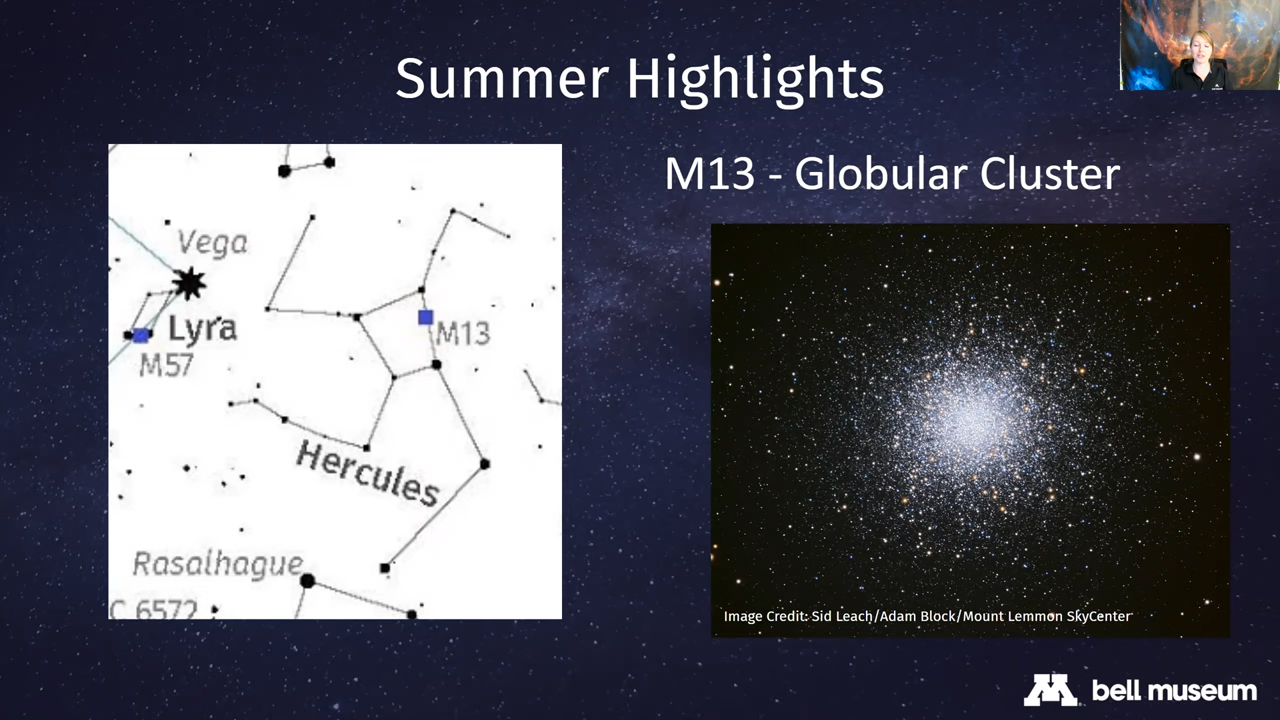 Summer Highlights
M13 - Globular Cluster
Vega
Lyra
M57
M13
Hercules
Rasalhague
C 6572
Image Credit: Sid Leach/Adam Block/Mount Lemmon SkyCenter
M bell museum